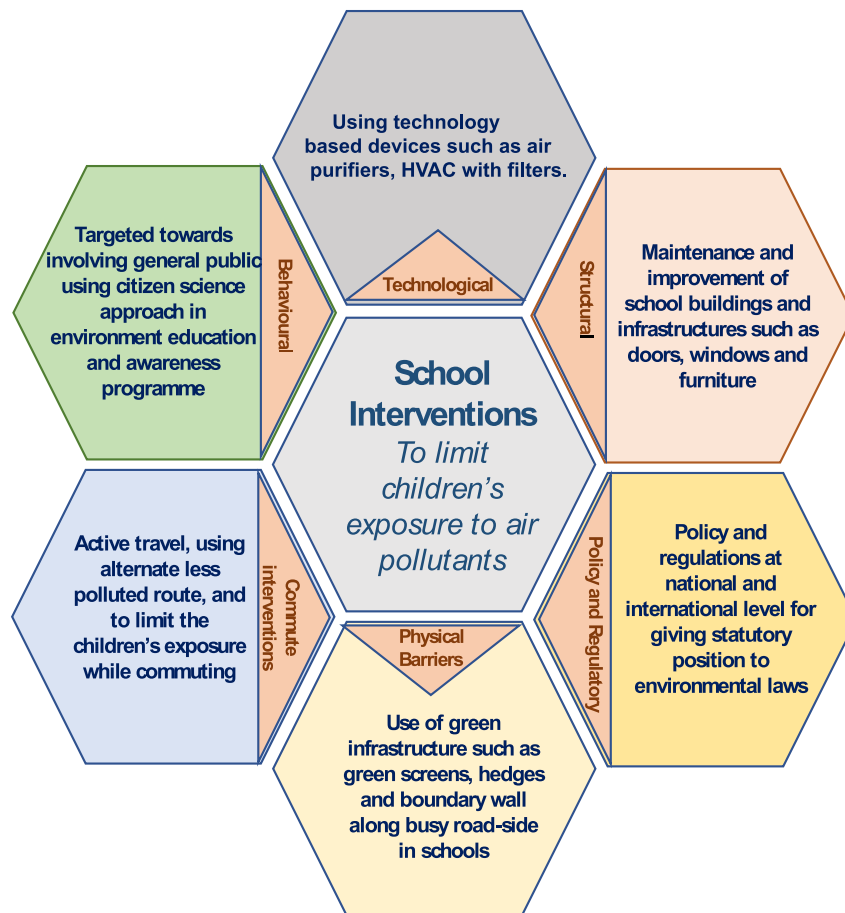 Using technology
based devices such as air
purifiers, HVAC with filters.
Technological
Targeted towards
involving general public
using citizen science
approach in
environment education
and awareness
programme
Behavioural
Structural
Maintenance and
improvement of
school buildings and
infrastructures such as
doors, windows and
furniture
School
Interventions
To limit
children's
exposure to air
pollutants
Active travel, using
alternate less
polluted route, and
to limit the
children's exposure
while commuting
Commute
interventions
Policy and Regulatory
Policy and
regulations at
national and
international level for
giving statutory
position to
environmental laws
Physical
Barriers
Use of green
infrastructure such as
green screens, hedges
and boundary wall
along busy road-side
in schools